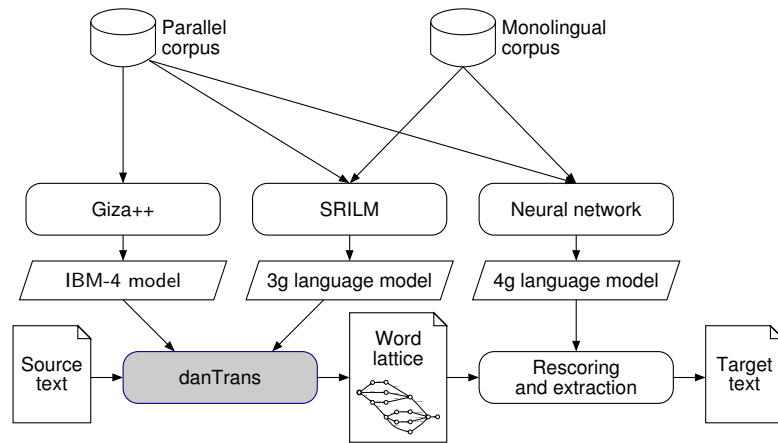 Parallel
corpus
Monolingual
corpus
Giza++
SRILM
Neural network
IBM-4 model
3g language model
4g language model
Source
text
danTrans
Word
lattice
Rescoring
and extraction
Target
text